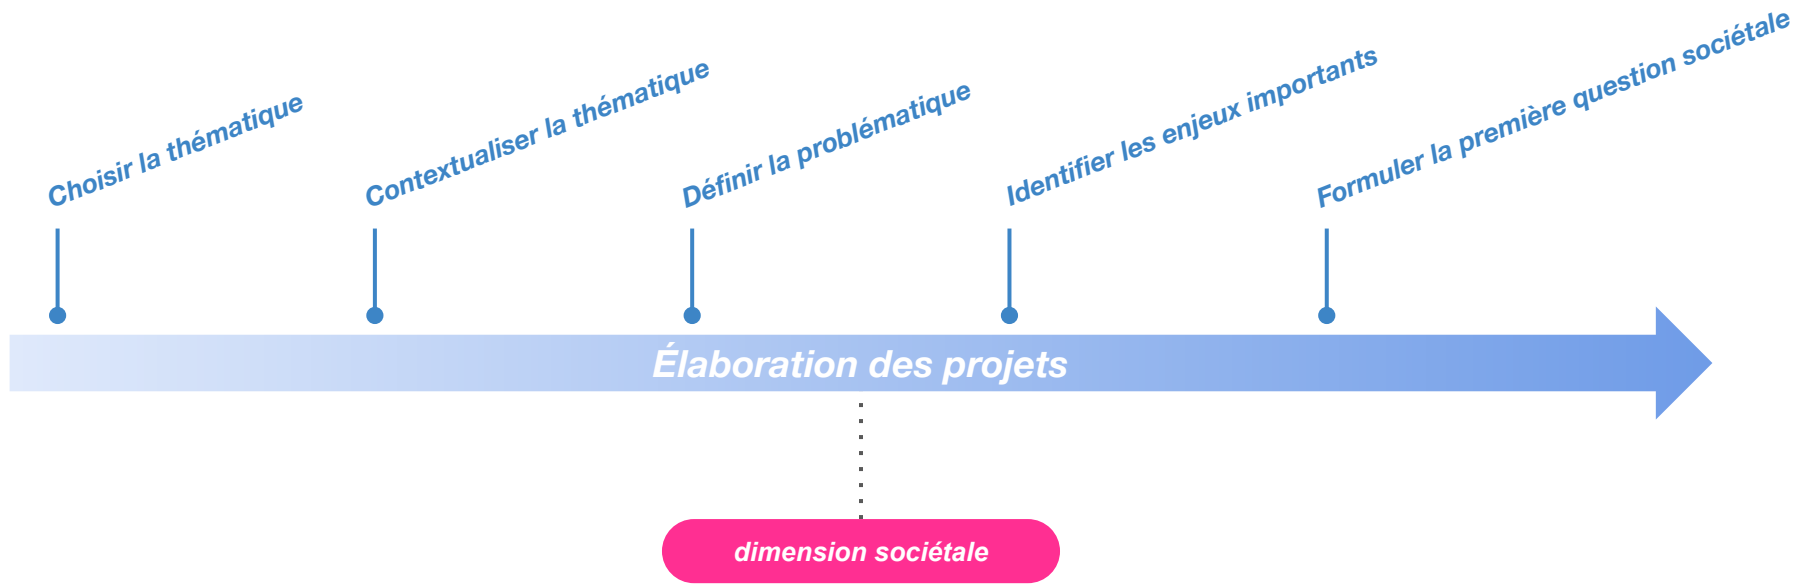 Choisir la thématique
Contextualiser la thématique
Définir la problématique
Identifier les enjeux importants
Formuler la première question sociétale
Élaboration des projets
dimension sociétale